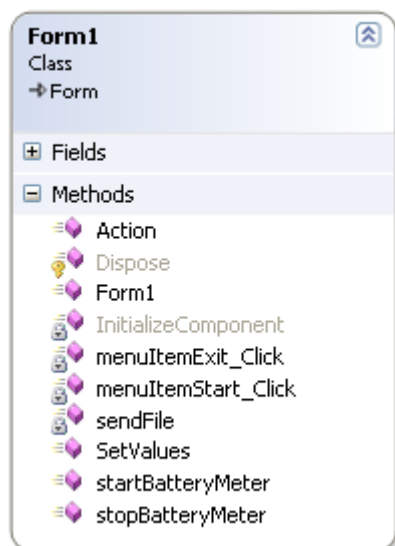 Form1
Class
Form
Fields
Methods
Action
Dispose
Form1
InitializeComponent
menuItemExit_Click
menuItemStart_Click
sendFile
SetValues
startBatteryMeter
stopBatteryMeter